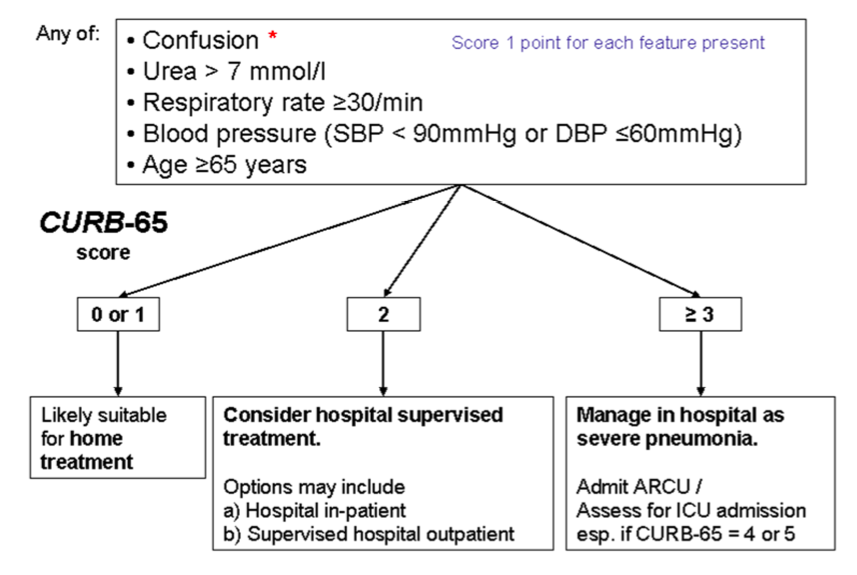 Any of:
• Confusion *
Score 1 point for each feature present
• Urea > 7 mmol/l
• Respiratory rate ≥30/min
• Blood pressure (SBP < 90mmHg or DBP ≤60mmHg)
• Age ≥65 years
CURB-65
score
0 or 1
2
≥ 3
Likely suitable
for home
treatment
Consider hospital supervised
treatment.
Options may include
a) Hospital in-patient
b) Supervised hospital outpatient
Manage in hospital as
severe pneumonia.
Admit ARCU /
Assess for ICU admission
esp. if CURB-65 = 4 or 5